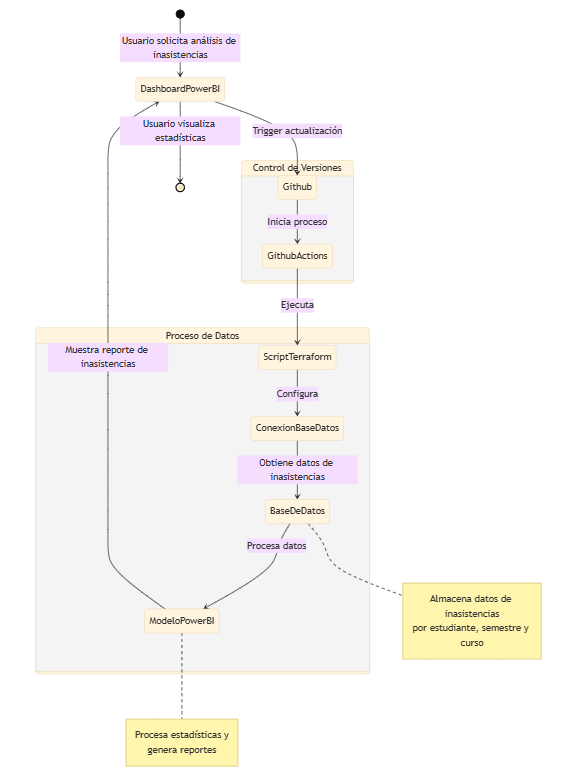 Usuario solicita análisis de
inasistencias
DashboardPowerBI
Usuario visualiza
estadísticas
Trigger actualización
Control de Versiones
Github
Inicia proceso
GithubActions
Ejecuta
Proceso de Datos
Muestra reporte de
inasistencias
ScriptTerraform
Configura
ConexionBaseDatos
Obtiene datos de
inasistencias
BaseDeDatos
Procesa datos
Almacena datos de
inasistencias
por estudiante, semestre y
curso
ModeloPowerBI
Procesa estadísticas y
genera reportes